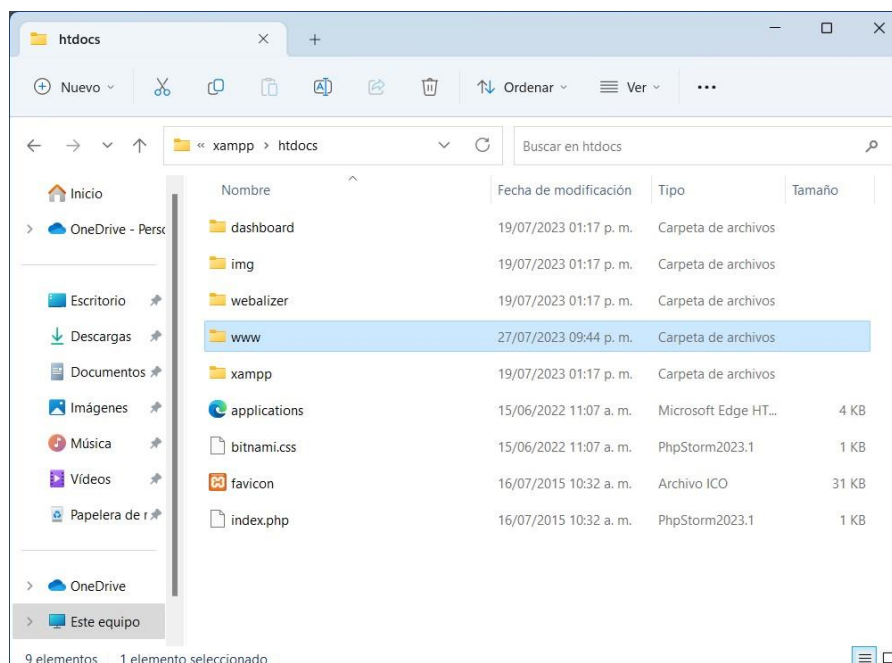 htdocs
Nuevo
Ordenar
Ver
« xampp > htdocs
Buscar en htdocs
Nombre Fecha de modificación Tipo Tamaño
Inicio
OneDrive - Perso
Escritorio
Descargas
Documentos
Imágenes
Música
Vídeos
Papelera de r
OneDrive
Este equipo
dashboard 19/07/2023 01:17 p. m. Carpeta de archivos
img 19/07/2023 01:17 p. m. Carpeta de archivos
webalizer 19/07/2023 01:17 p. m. Carpeta de archivos
www 27/07/2023 09:44 p. m. Carpeta de archivos
xampp 19/07/2023 01:17 p. m. Carpeta de archivos
applications 15/06/2022 11:07 a. m. Microsoft Edge HT... 4 KB
bitnami.css 15/06/2022 11:07 a. m. PhpStorm2023.1 1 KB
favicon 16/07/2015 10:32 a. m. Archivo ICO 31 KB
index.php 16/07/2015 10:32 a. m. PhpStorm2023.1 1 KB
9 elementos 1 elemento seleccionado